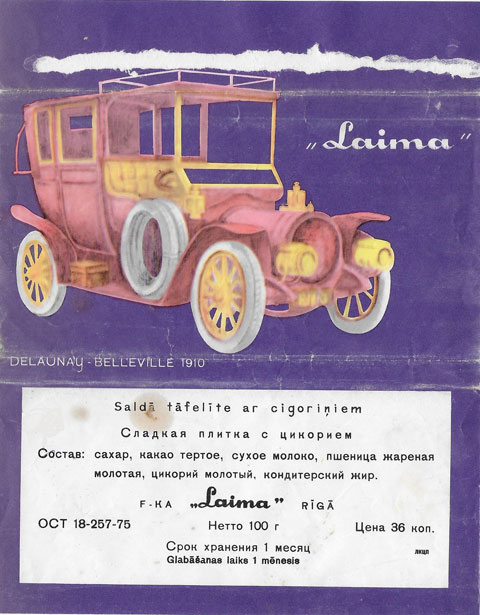 „Laima"
DELAUNAY - BELLEVILLE 1910
Saldā tāfelīte ar cigoriņiem
Сладкая плитка с цикорием
Состав: сахар, какао тертое, сухое молоко, пшеница жареная
молотая, цикорий молотый, кондитерский жир.
F-KA „Laima" RĪGĀ
ОСТ 18-257-75 Нетто 100 г Цена 36 коп.
Срок хранения 1 месяц лкцп
Glabāšanas laiks 1 mēnesis